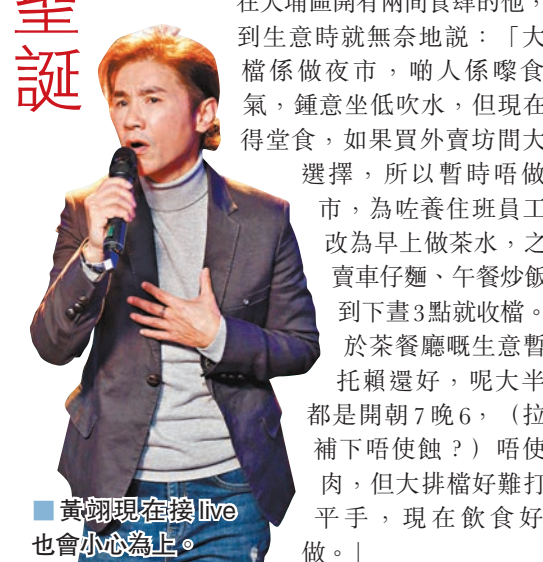 聖
誕
在大埔區開有兩間食肆的他，
到生意時就無奈地說：「大
檔係做夜市，啲人係嚟食
氣，鍾意坐低吹水，但現在
得堂食，如果買外賣坊間大
選擇，所以暫時唔做
市，為咗養住班員工
改為早上做茶水，之
賣車仔麵、午餐炒飯
到下晝3點就收檔。
於茶餐廳嘅生意暫
托賴還好，呢大半
都是開朝7晚6，（拉
補下唔使蝕？）唔使
肉，但大排檔好難打
平手，現在飲食好
做。」
■黃翊現在接live
也會小心為上。